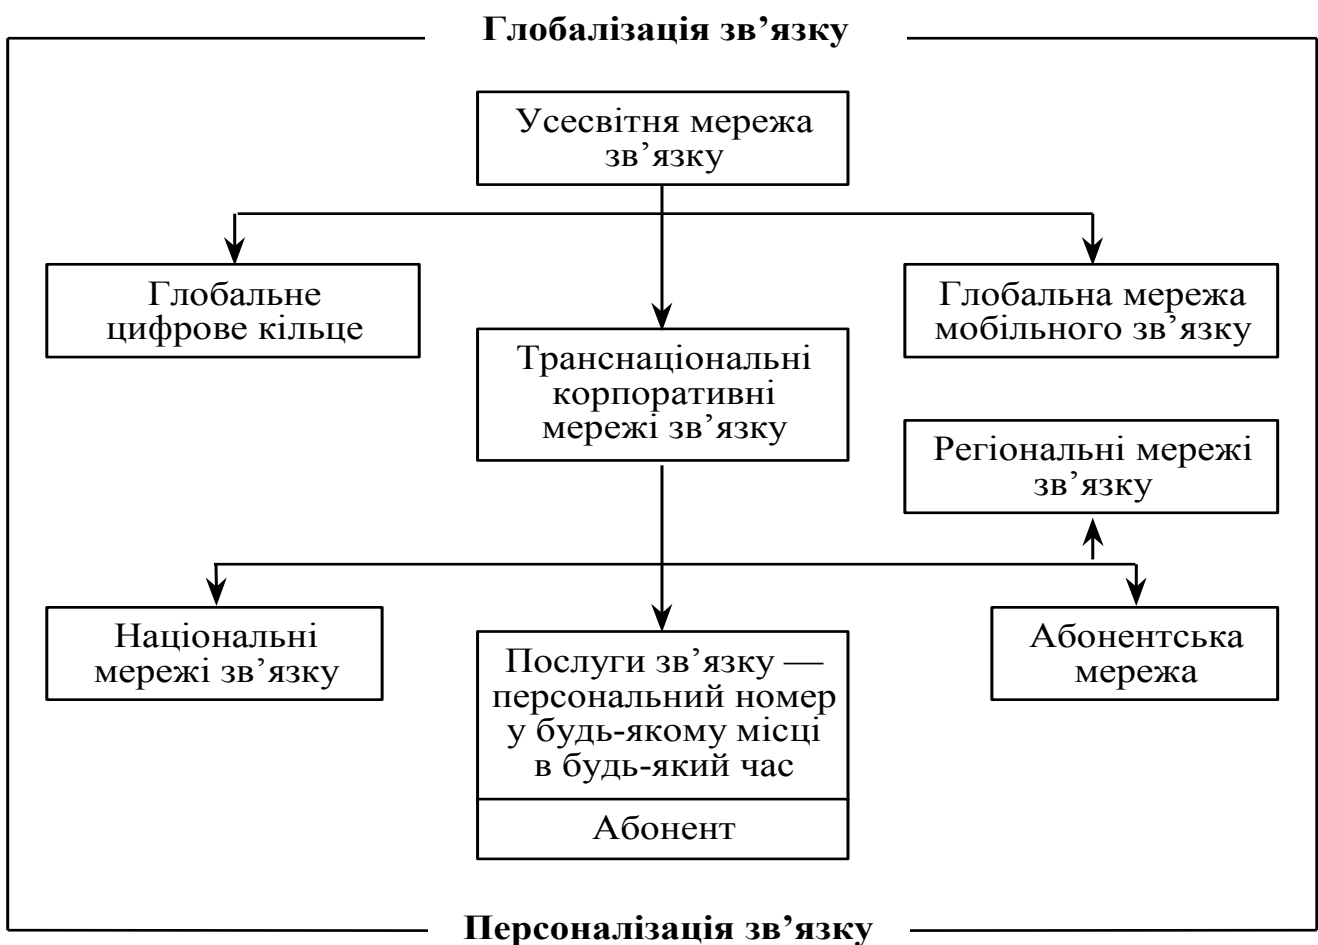 Глобалізація зв’язку
Усесвітня мережа
зв’язку
Глобальне
цифрове кільце
Глобальна мережа
мобільного зв’язку
Транснаціональні
корпоративні
мережі зв’язку
Регіональні мережі
зв’язку
Національні
мережі зв’язку
Послуги зв’язку —
персональний номер
у будь-якому місці
в будь-який час
Абонент
Абонентська
мережа
Персоналізація зв’язку